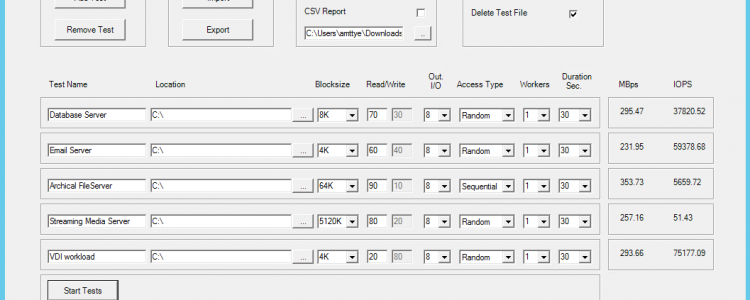 CSV Report
Delete Test File
Remove Test Export C:\Users\amttye\Downloads ...
Test Name Location Blocksize Read/Write Out. I/O Access Type Workers Duration Sec. MBps IOPS
Database Server C:\ ... 8K 70 30 8 Random 1 30 295.47 37820.52
Email Server C:\ ... 4K 60 40 8 Random 1 30 231.95 59378.68
Archical FileServer C:\ ... 64K 90 10 8 Sequential 1 30 353.73 5659.72
Streaming Media Server C:\ ... 5120K 80 20 8 Random 1 30 257.16 51.43
VDI workload C:\ ... 4K 20 80 8 Random 1 30 293.66 75177.09
Start Tests